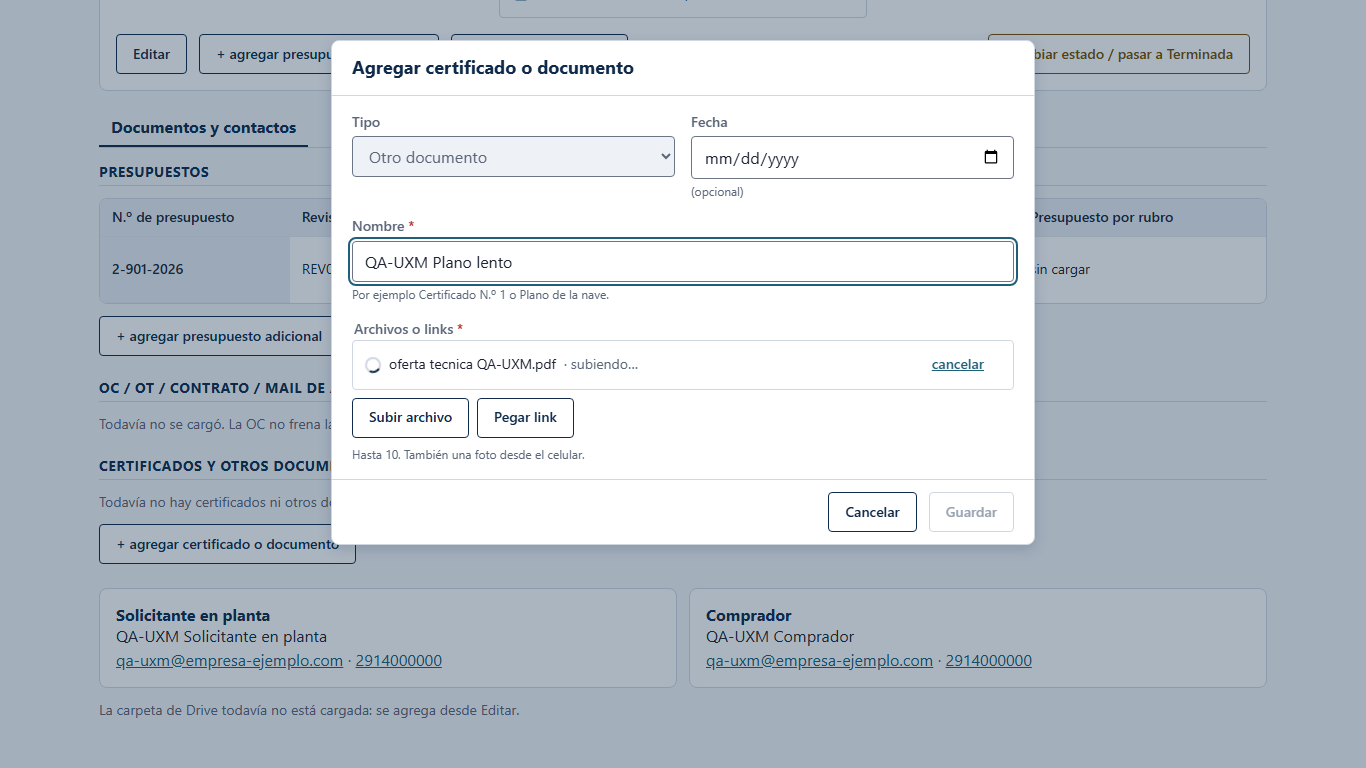 Editar
+ agregar presupu
biar estado / pasar a Terminada
Agregar certificado o documento
Documentos y contactos
PRESUPUESTOS
N.º de presupuesto
Presupuesto por rubro
2-901-2026
in cargar
+ agregar presupuesto adicional
OC / OT / CONTRATO / MAIL DE
Todavía no se cargó. La OC no frena la
CERTIFICADOS Y OTROS DOCUM
Todavía no hay certificados ni otros d
+ agregar certificado o documento
Tipo
Fecha
Otro documento
mm/dd/yyyy
(opcional)
Nombre *
QA-UXM Plano lento
Por ejemplo Certificado N.º 1 o Plano de la nave.
Archivos o links *
oferta tecnica QA-UXM.pdf · subiendo...
cancelar
Subir archivo
Pegar link
Hasta 10. También una foto desde el celular.
Cancelar
Guardar
Solicitante en planta
QA-UXM Solicitante en planta
qa-uxm@empresa-ejemplo.com · 2914000000
Comprador
QA-UXM Comprador
qa-uxm@empresa-ejemplo.com · 2914000000
La carpeta de Drive todavía no está cargada: se agrega desde Editar.